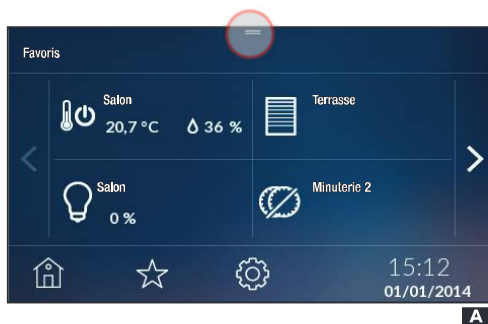 Favoris
Salon
20,7 °C 36 %
Terrasse
Salon
0 %
Minuterie 2
15:12
01/01/2014
A